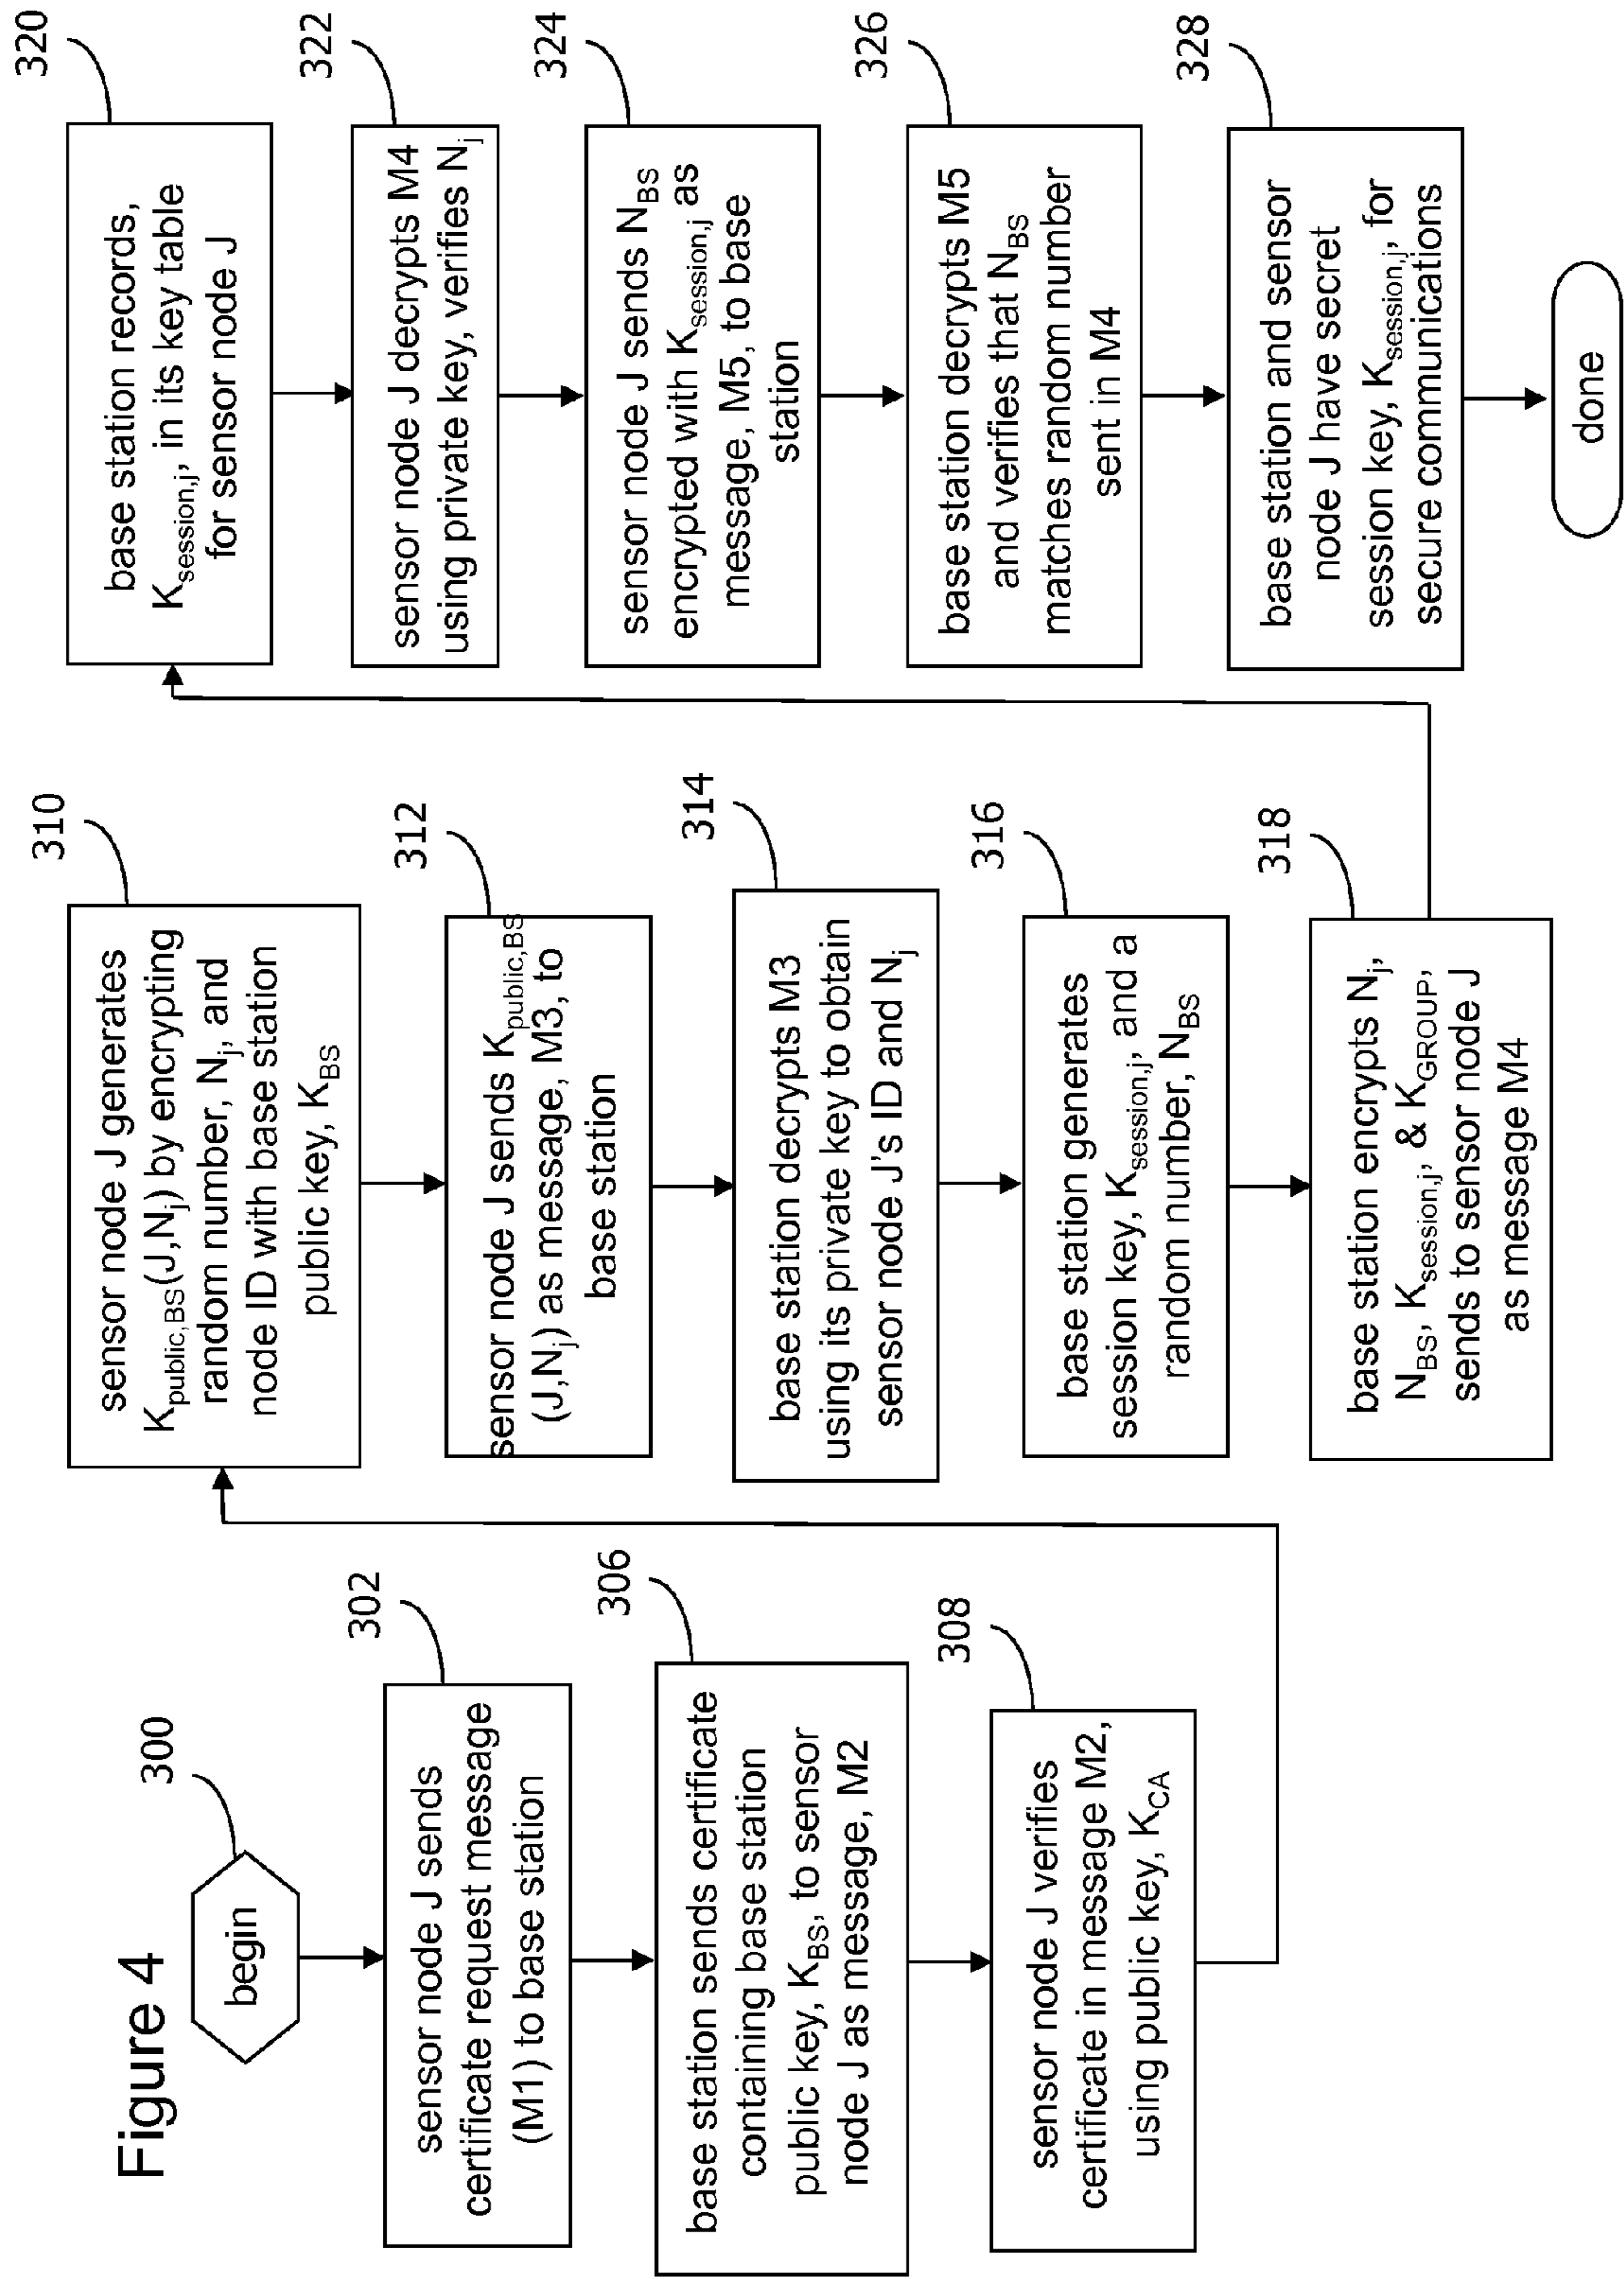 Figure 4
begin
300
sensor node J sends
certificate request message
(M1) to base station
302
base station sends certificate
containing base station
public key, K_BS, to sensor
node J as message, M2
306
sensor node J verifies
certificate in message M2,
using public key, K_CA
308
sensor node J generates
K_public,BS(J,N_j) by encrypting
random number, N_j, and
node ID with base station
public key, K_BS
310
sensor node J sends K_public,BS
(J,N_j) as message, M3, to
base station
312
base station decrypts M3
using its private key to obtain
sensor node J's ID and N_j
314
base station generates
session key, K_session,j, and a
random number, N_BS
316
base station encrypts N_j,
N_BS, K_session,j, & K_GROUP,
sends to sensor node J
as message M4
318
base station records,
K_session,j, in its key table
for sensor node J
320
sensor node J decrypts M4
using private key, verifies N_j
322
sensor node J sends N_BS
encrypted with K_session,j as
message, M5, to base
station
324
base station decrypts M5
and verifies that N_BS
matches random number
sent in M4
326
base station and sensor
node J have secret
session key, K_session,j, for
secure communications
328
done